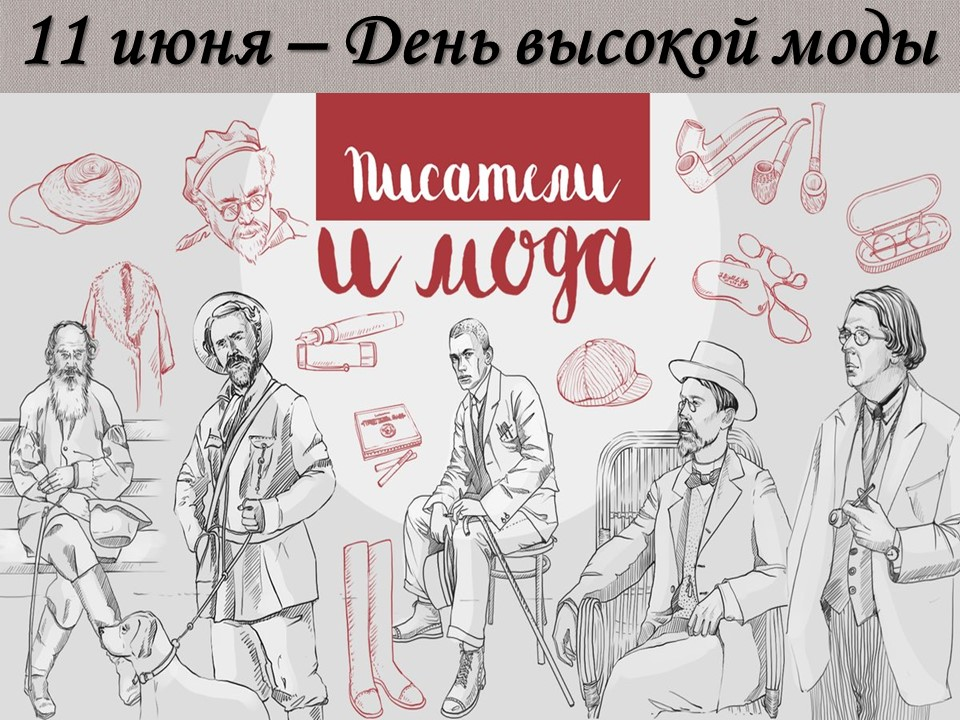 11 июня – День высокой моды
Писатели
и мода